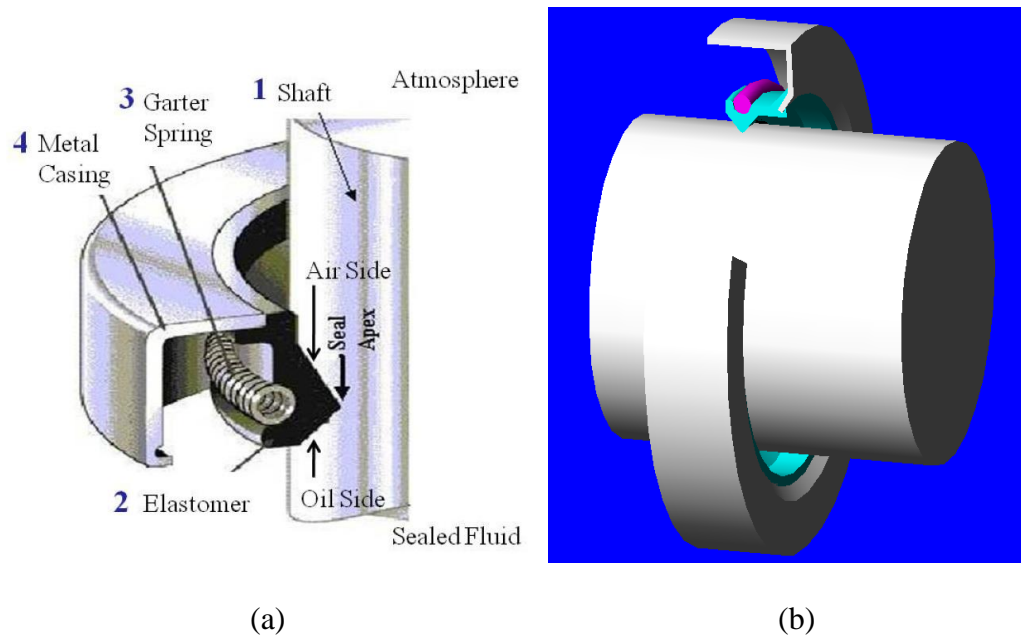 Atmosphere
1 Shaft
3 Garter
Spring
4 Metal
Casing
Air Side
Seal
Apex
Oil Side
2 Elastomer
Sealed Fluid
(a)
(b)